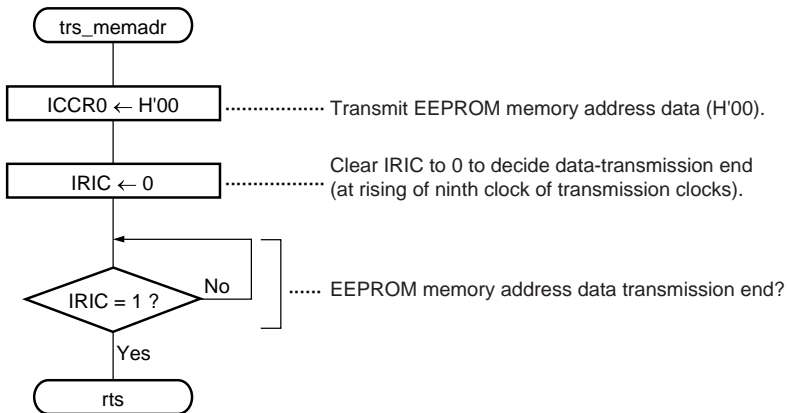 trs_memadr
ICCR0 ← H'00
Transmit EEPROM memory address data (H'00).
IRIC ← 0
Clear IRIC to 0 to decide data-transmission end
(at rising of ninth clock of transmission clocks).
No
IRIC = 1 ?
EEPROM memory address data transmission end?
Yes
rts